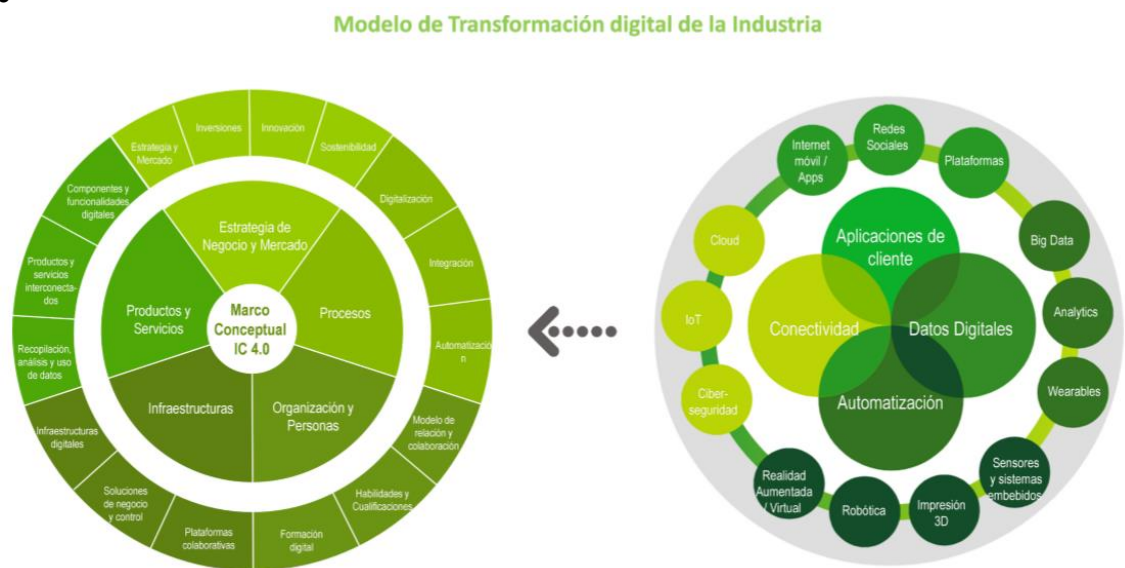 Modelo de Transformación digital de la Industria
Estrategia y
Mercado
Inversiones
Innovación
Sostenibilidad
Digitalización
Integración
Automatizació
n
Modelo de
relación y
colaboración
Habilidades y
Cualificaciones
Formación
digital
Plataformas
colaborativas
Soluciones
de negocio
y control
Infraestructuras
digitales
Recopilación,
análisis y uso
de datos
Productos y
servicios
interconecta-
dos
Componentes y
funcionalidades
digitales
Estrategia de
Negocio y Mercado
Procesos
Organización y
Personas
Infraestructuras
Productos y
Servicios
Marco
Conceptual
IC 4.0
Redes
Sociales
Plataformas
Big Data
Analytics
Wearables
Sensores
y sistemas
embebidos
Impresión
3D
Robótica
Realidad
Aumentada
/ Virtual
Ciber-
seguridad
IoT
Cloud
Internet
móvil /
Apps
Aplicaciones de
cliente
Conectividad
Datos Digitales
Automatización